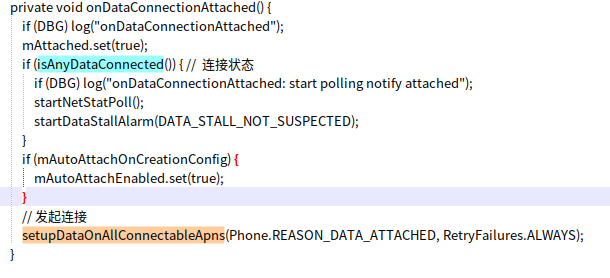 private void onDataConnectionAttached() {
if (DBG) log("onDataConnectionAttached");
mAttached.set(true);
if (isAnyDataConnected()) { // 连接状态
if (DBG) log("onDataConnectionAttached: start polling notify attached");
startNetStatPoll();
startDataStallAlarm(DATA_STALL_NOT_SUSPECTED);
}
if (mAutoAttachOnCreationConfig) {
mAutoAttachEnabled.set(true);
}
// 发起连接
setupDataOnAllConnectableApns(Phone.REASON_DATA_ATTACHED, RetryFailures.ALWAYS);
}